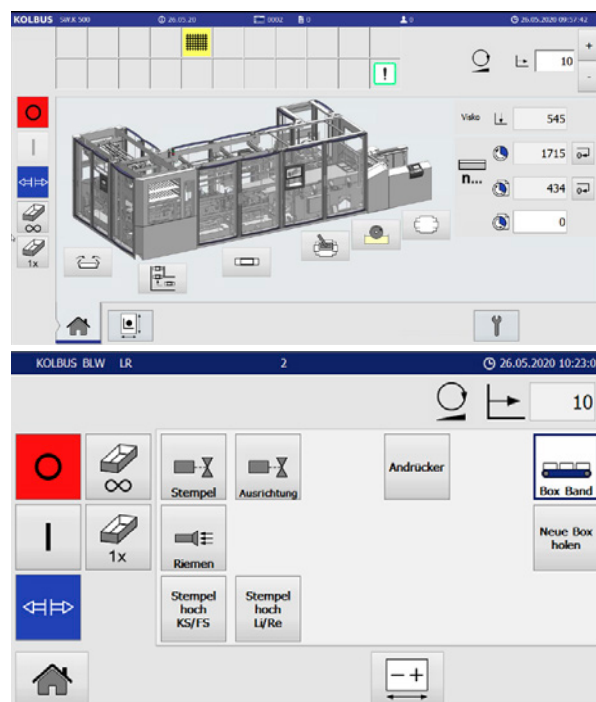 KOLBUS SWX 500 26.05.20 0002 0 0 26.05.2020 09:57:42
10 +
-
!
Visko 545
1715
n... 434
0
∞
1x
KOLBUS BLW LR 2 26.05.2020 10:23:0
10
∞ Stempel Ausrichtung Andrücker Box Band
1x Riemen Neue Box
holen
Stempel
hoch
KS/FS
Stempel
hoch
Li/Re
- +